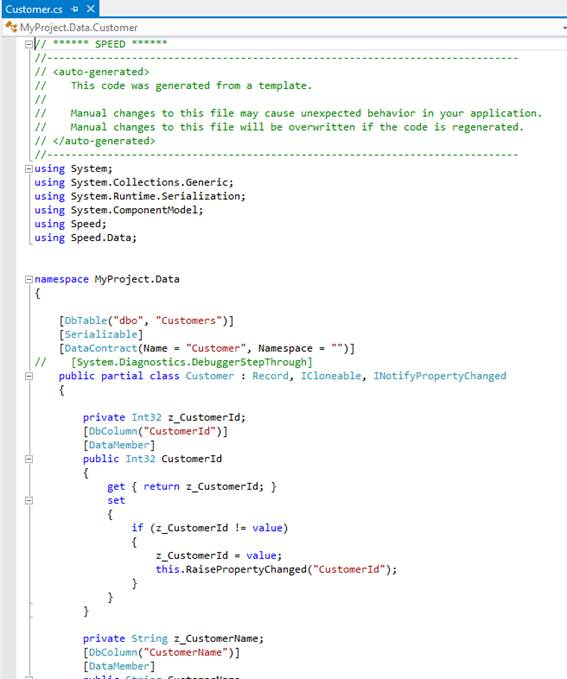 Customer.cs
MyProject.Data.Customer
// ****** SPEED ******
//------------------------------------------------------------------------------
// <auto-generated>
//    This code was generated from a template.
//
//    Manual changes to this file may cause unexpected behavior in your application.
//    Manual changes to this file will be overwritten if the code is regenerated.
// </auto-generated>
//------------------------------------------------------------------------------
using System;
using System.Collections.Generic;
using System.Runtime.Serialization;
using System.ComponentModel;
using Speed;
using Speed.Data;
namespace MyProject.Data
{
    [DbTable("dbo", "Customers")]
    [Serializable]
    [DataContract(Name = "Customer", Namespace = "")]
//    [System.Diagnostics.DebuggerStepThrough]
    public partial class Customer : Record, ICloneable, INotifyPropertyChanged
    {
        private Int32 z_CustomerId;
        [DbColumn("CustomerId")]
        [DataMember]
        public Int32 CustomerId
        {
            get { return z_CustomerId; }
            set
            {
                if (z_CustomerId != value)
                {
                    z_CustomerId = value;
                    this.RaisePropertyChanged("CustomerId");
                }
            }
        }
        private String z_CustomerName;
        [DbColumn("CustomerName")]
        [DataMember]
        public String CustomerName